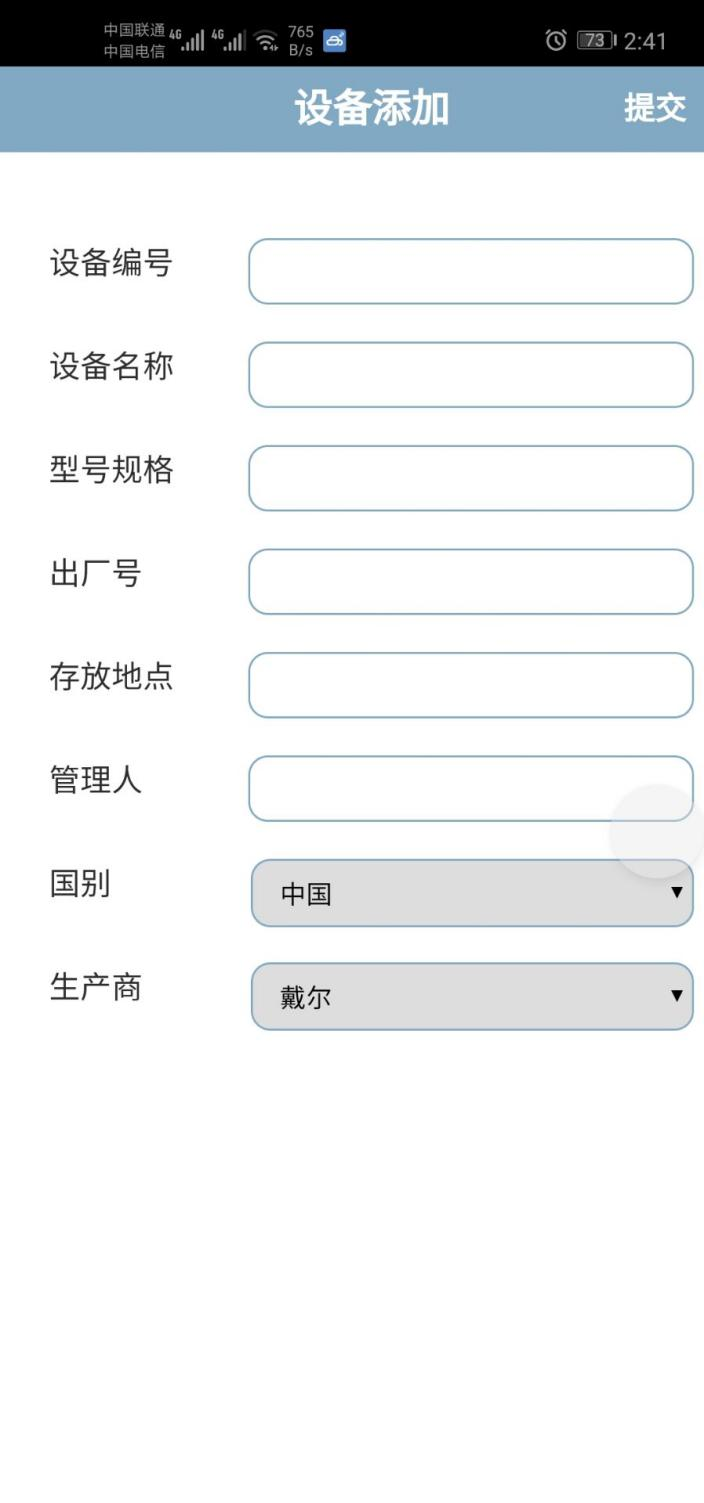 中国联通 4G 4G 765
中国电信 B/s 73 2:41
设备添加 提交
设备编号
设备名称
型号规格
出厂号
存放地点
管理人
国别 中国
生产商 戴尔